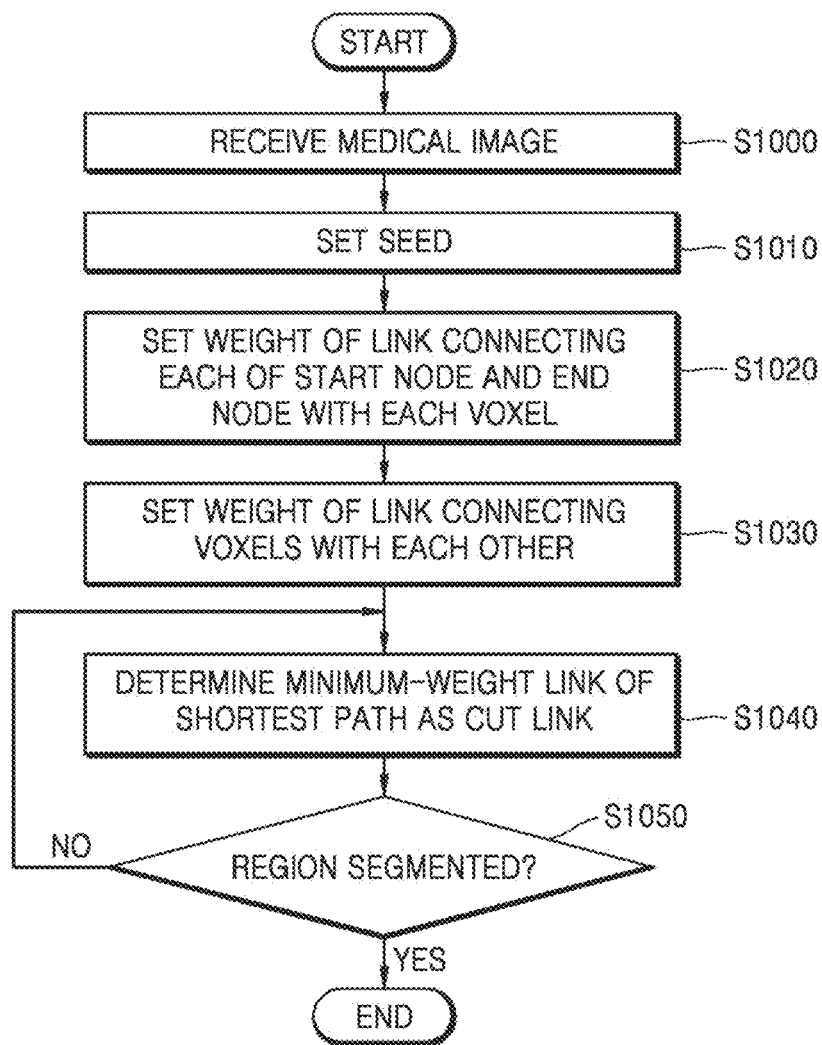 START
RECEIVE MEDICAL IMAGE
S1000
SET SEED
S1010
SET WEIGHT OF LINK CONNECTING
EACH OF START NODE AND END
NODE WITH EACH VOXEL
S1020
SET WEIGHT OF LINK CONNECTING
VOXELS WITH EACH OTHER
S1030
DETERMINE MINIMUM-WEIGHT LINK OF
SHORTEST PATH AS CUT LINK
S1040
S1050
NO
REGION SEGMENTED?
YES
END